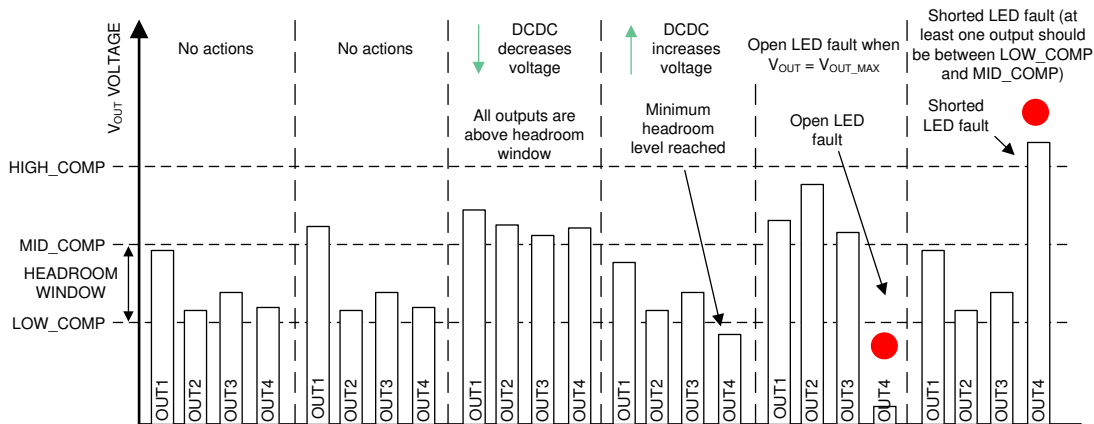 V_OUT VOLTAGE
HIGH_COMP
MID_COMP
HEADROOM
WINDOW
LOW_COMP
No actions
OUT1
OUT2
OUT3
OUT4
No actions
OUT1
OUT2
OUT3
OUT4
DCDC
decreases
voltage
All outputs are
above headroom
window
OUT1
OUT2
OUT3
OUT4
DCDC
increases
voltage
Minimum
headroom
level reached
OUT1
OUT2
OUT3
OUT4
Open LED fault when
V_OUT = V_OUT_MAX
Open LED
fault
OUT1
OUT2
OUT3
OUT4
Shorted LED fault (at
least one output should
be between LOW_COMP
and MID_COMP)
Shorted
LED fault
OUT1
OUT2
OUT3
OUT4